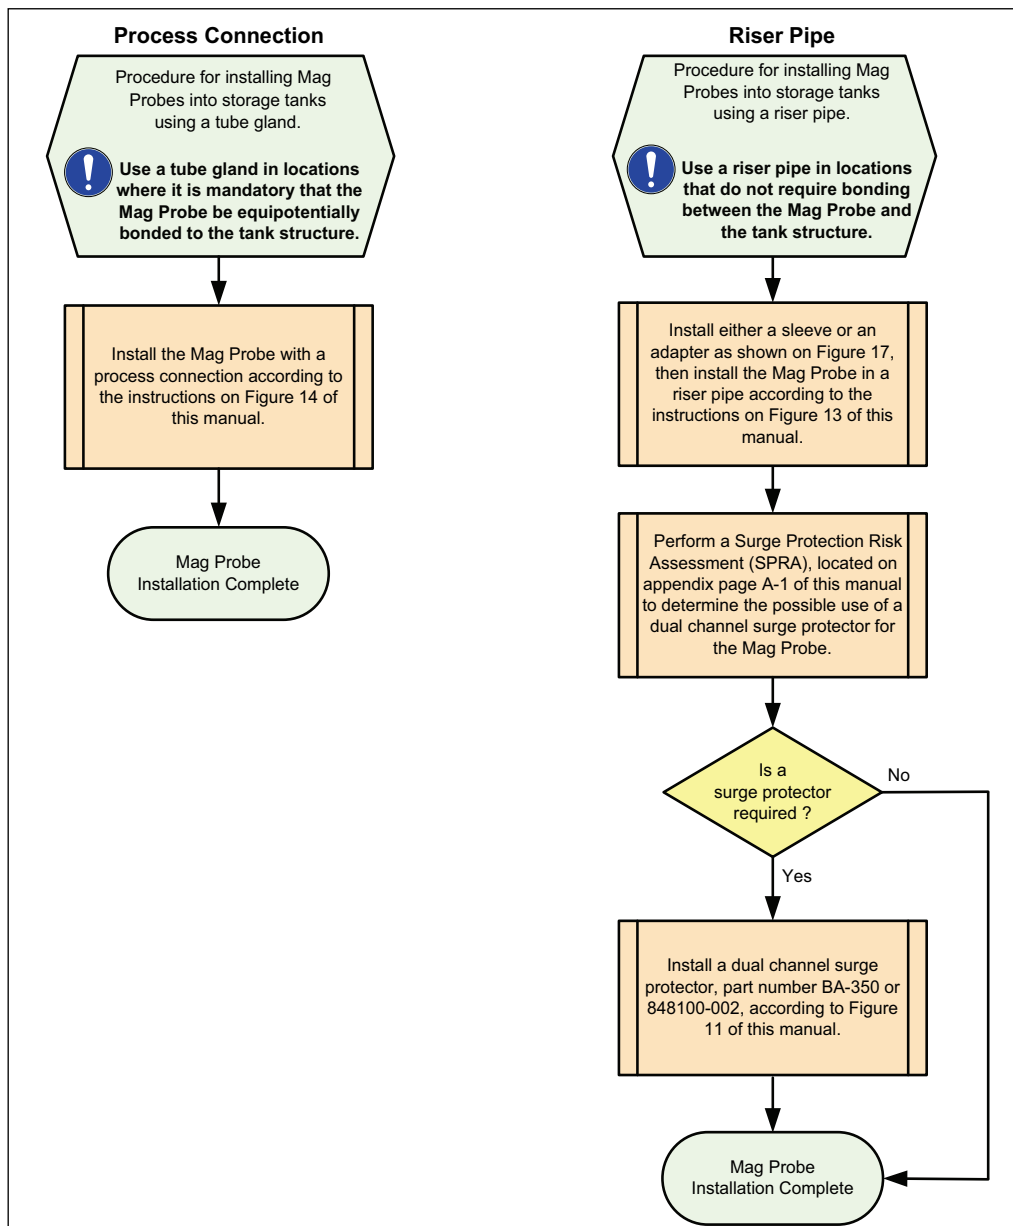 Process Connection
Procedure for installing Mag
Probes into storage tanks
using a tube gland.
Use a tube gland in locations
where it is mandatory that the
Mag Probe be equipotentially
bonded to the tank structure.
Install the Mag Probe with a
process connection according to
the instructions on Figure 14 of
this manual.
Mag Probe
Installation Complete
Riser Pipe
Procedure for installing Mag
Probes into storage tanks
using a riser pipe.
Use a riser pipe in locations
that do not require bonding
between the Mag Probe and
the tank structure.
Install either a sleeve or an
adapter as shown on Figure 17,
then install the Mag Probe in a
riser pipe according to the
instructions on Figure 13 of this
manual.
Perform a Surge Protection Risk
Assessment (SPRA), located on
appendix page A-1 of this manual
to determine the possible use of a
dual channel surge protector for
the Mag Probe.
Is a
surge protector
required ?
No
Yes
Install a dual channel surge
protector, part number BA-350 or
848100-002, according to Figure
11 of this manual.
Mag Probe
Installation Complete